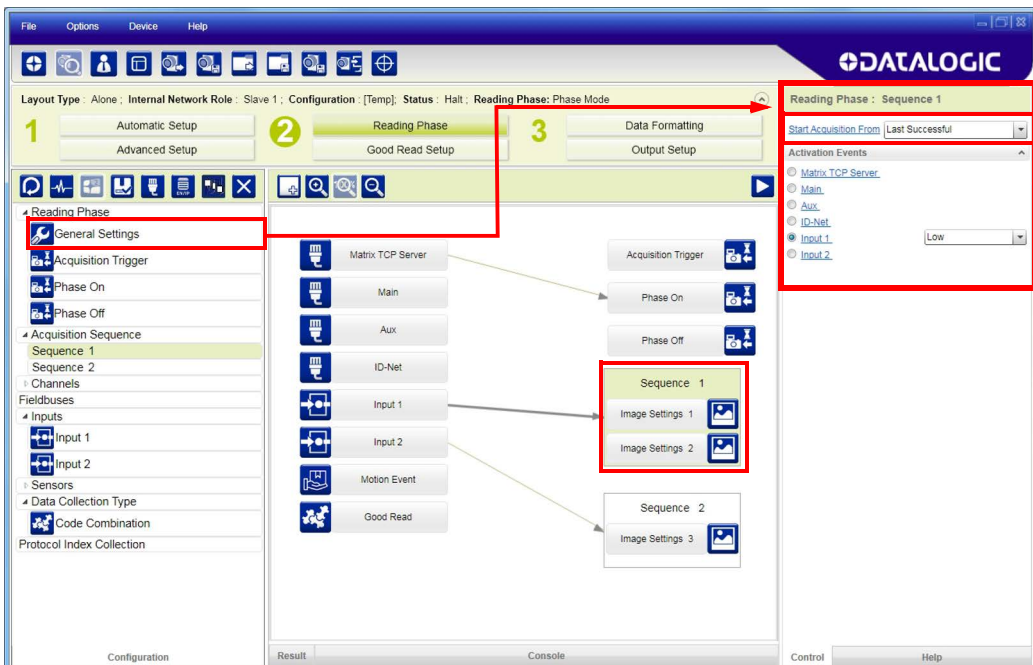 File Options Device Help
DATALOGIC
Layout Type : Alone ; Internal Network Role : Slave 1 ; Configuration : [Temp]; Status : Halt ; Reading Phase: Phase Mode
1 Automatic Setup 2 Reading Phase 3 Data Formatting
Advanced Setup Good Read Setup Output Setup
Reading Phase
General Settings
Acquisition Trigger
Phase On
Phase Off
Acquisition Sequence
Sequence 1
Sequence 2
Channels
Fieldbuses
Inputs
Input 1
Input 2
Sensors
Data Collection Type
Code Combination
Protocol Index Collection
Configuration
Matrix TCP Server
Main
Aux
ID-Net
Input 1
Input 2
Motion Event
Good Read
Acquisition Trigger
Phase On
Phase Off
Sequence 1
Image Settings 1
Image Settings 2
Sequence 2
Image Settings 3
Result Console
Reading Phase : Sequence 1
Start Acquisition From Last Successful
Activation Events
Matrix TCP Server
Main
Aux
ID-Net
Input 1 Low
Input 2
Control Help